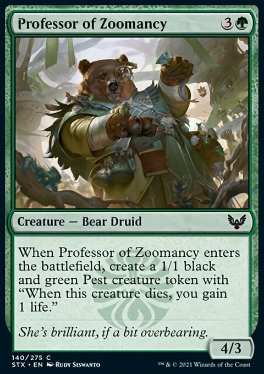 Professor of Zoomancy 3
Creature — Bear Druid
When Professor of Zoomancy enters
the battlefield, create a 1/1 black
and green Pest creature token with
“When this creature dies, you gain
1 life.”
She's brilliant, if a bit overbearing.
4/3
140/275 C
STX • EN Rudy Siswanto
™ & © 2021 Wizards of the Coast